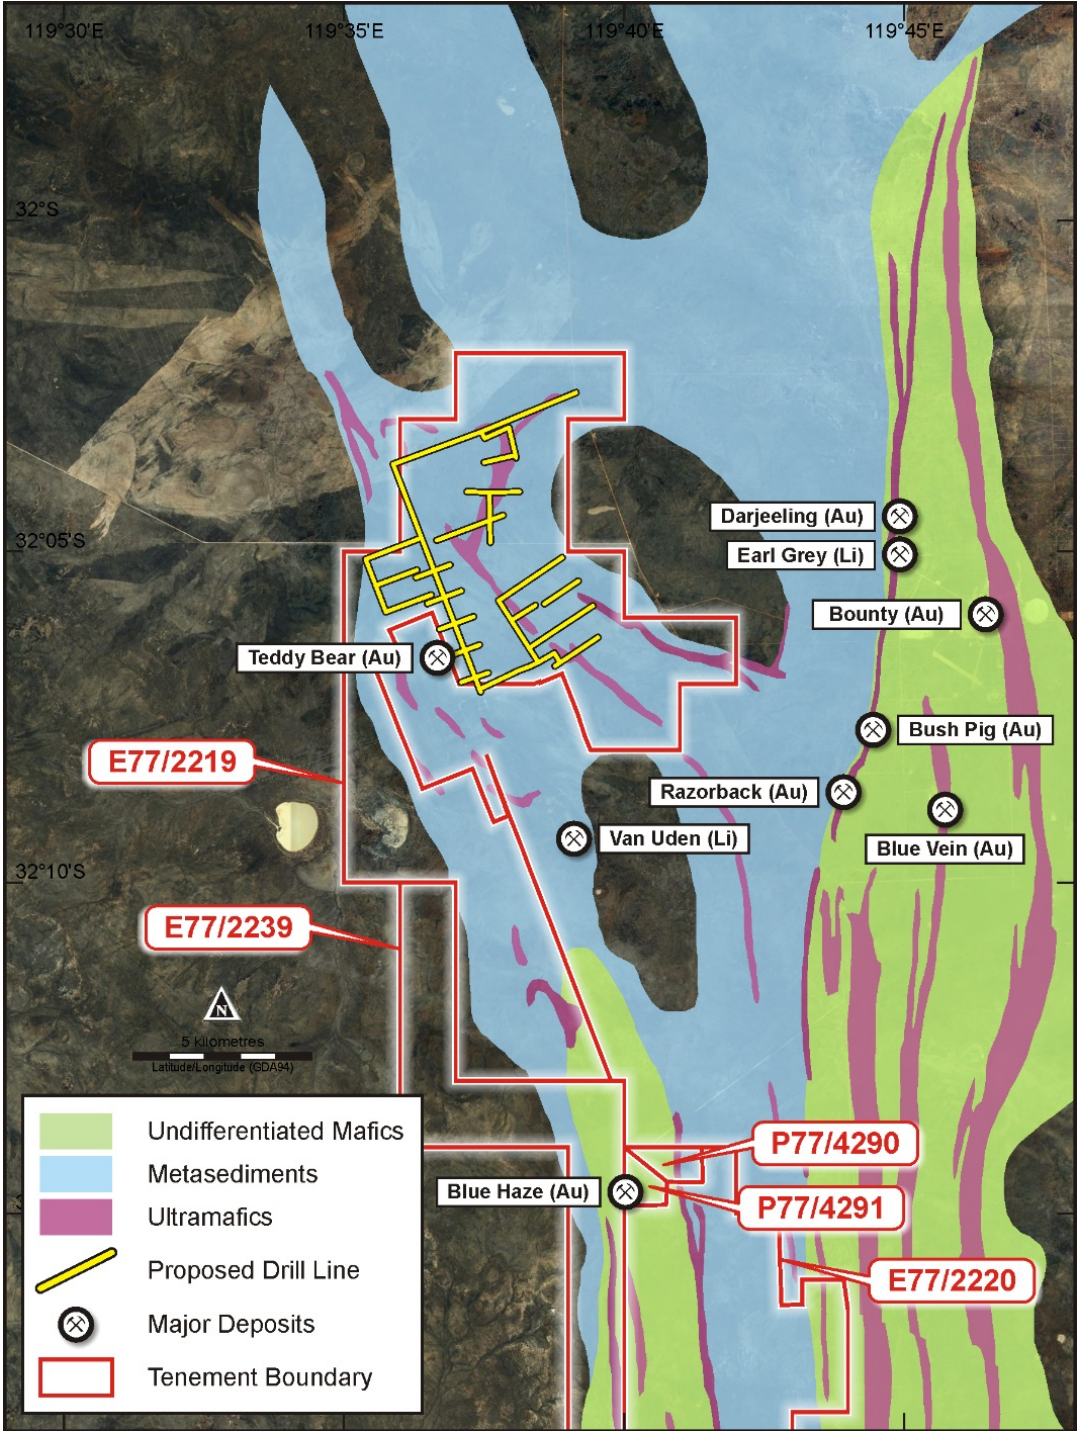 119°30'E
119°35'E
119°40'E
119°45'E
32°S
Darjeeling (Au)
32°05'S
Earl Grey (Li)
Bounty (Au)
Teddy Bear (Au)
Bush Pig (Au)
E77/2219
Razorback (Au)
Van Uden (Li)
Blue Vein (Au)
32°10'S
E77/2239
N
5 kilometres
Latitude/Longitude (GDA94)
Undifferentiated Mafics
Metasediments
Ultramafics
Proposed Drill Line
Major Deposits
Tenement Boundary
P77/4290
Blue Haze (Au)
P77/4291
E77/2220